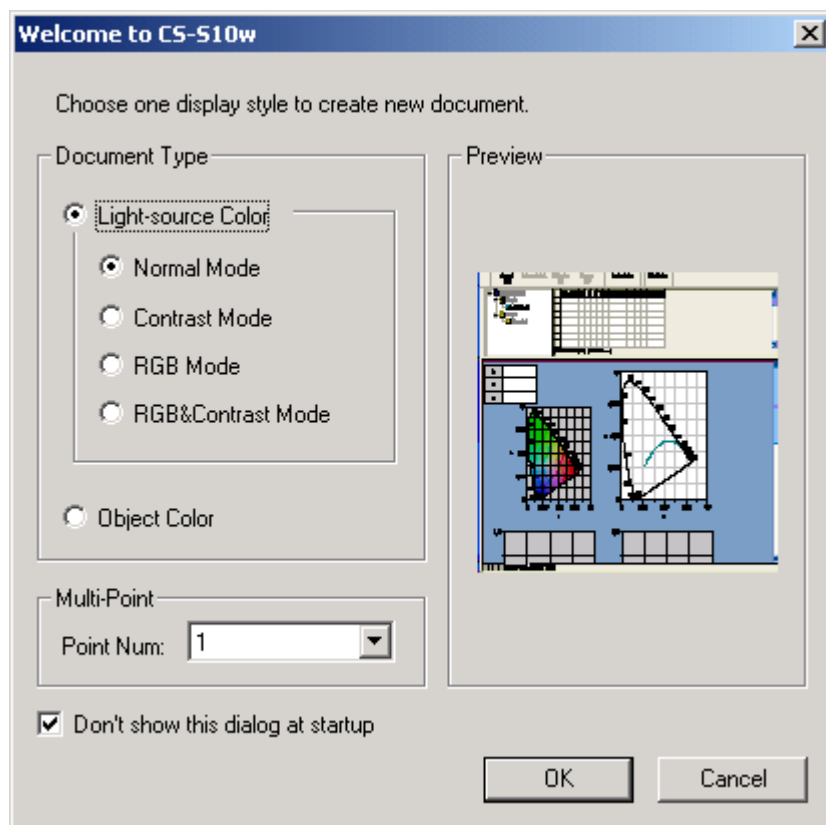 Welcome to CS-S10w
Choose one display style to create new document.
Document Type
Light-source Color
Normal Mode
Contrast Mode
RGB Mode
RGB&Contrast Mode
Object Color
Preview
Multi-Point
Point Num: 1
Don't show this dialog at startup
OK Cancel